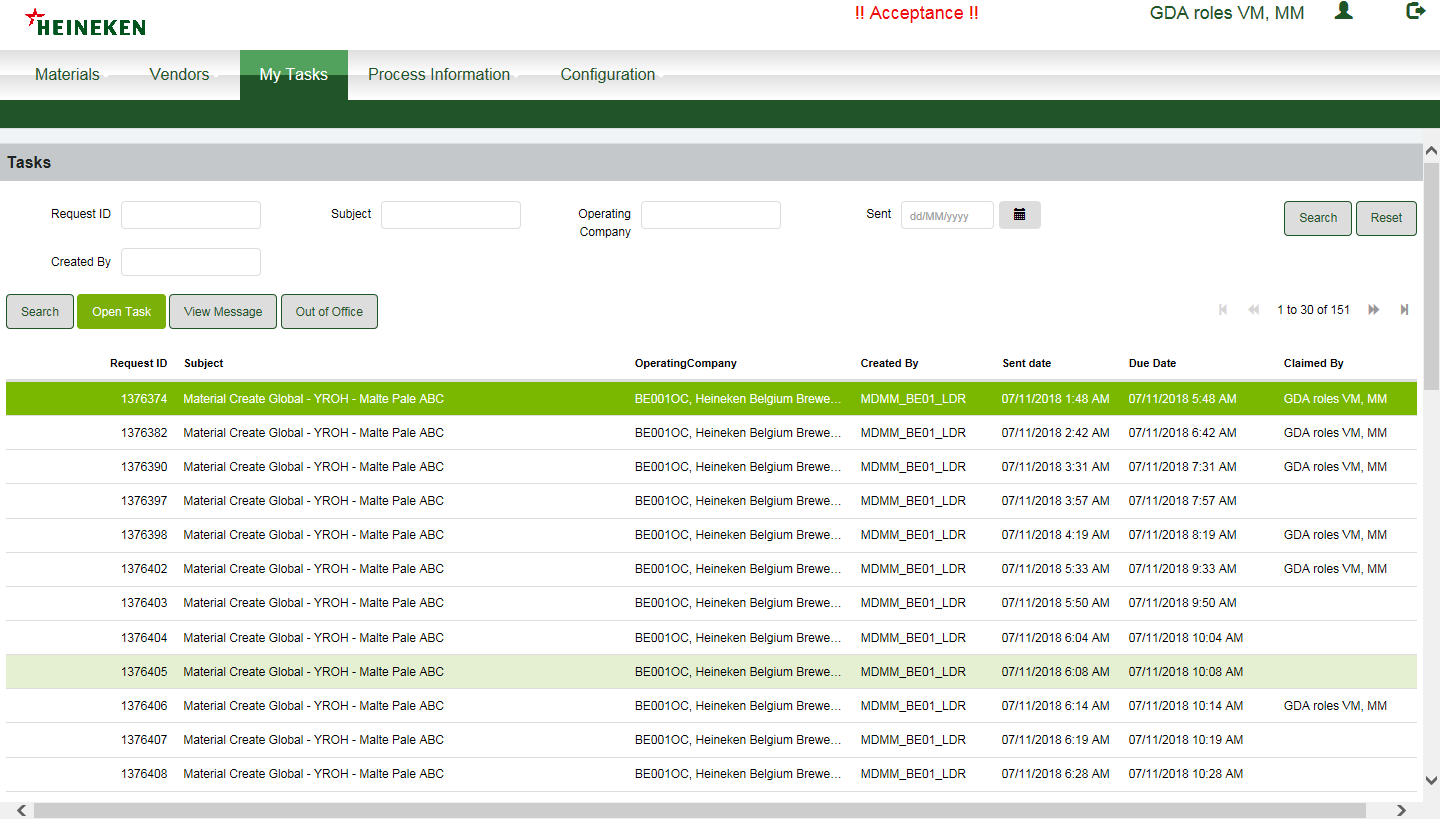 HEINEKEN
!! Acceptance !!
GDA roles VM, MM
Materials Vendors My Tasks Process Information Configuration
Tasks
Request ID Subject Operating Company Sent dd/MM/yyyy Search Reset
Created By
Search Open Task View Message Out of Office 1 to 30 of 151
Request ID Subject OperatingCompany Created By Sent date Due Date Claimed By
1376374 Material Create Global - YROH - Malte Pale ABC BE001OC, Heineken Belgium Brewe... MDMM_BE01_LDR 07/11/2018 1:48 AM 07/11/2018 5:48 AM GDA roles VM, MM
1376382 Material Create Global - YROH - Malte Pale ABC BE001OC, Heineken Belgium Brewe... MDMM_BE01_LDR 07/11/2018 2:42 AM 07/11/2018 6:42 AM GDA roles VM, MM
1376390 Material Create Global - YROH - Malte Pale ABC BE001OC, Heineken Belgium Brewe... MDMM_BE01_LDR 07/11/2018 3:31 AM 07/11/2018 7:31 AM GDA roles VM, MM
1376397 Material Create Global - YROH - Malte Pale ABC BE001OC, Heineken Belgium Brewe... MDMM_BE01_LDR 07/11/2018 3:57 AM 07/11/2018 7:57 AM
1376398 Material Create Global - YROH - Malte Pale ABC BE001OC, Heineken Belgium Brewe... MDMM_BE01_LDR 07/11/2018 4:19 AM 07/11/2018 8:19 AM GDA roles VM, MM
1376402 Material Create Global - YROH - Malte Pale ABC BE001OC, Heineken Belgium Brewe... MDMM_BE01_LDR 07/11/2018 5:33 AM 07/11/2018 9:33 AM GDA roles VM, MM
1376403 Material Create Global - YROH - Malte Pale ABC BE001OC, Heineken Belgium Brewe... MDMM_BE01_LDR 07/11/2018 5:50 AM 07/11/2018 9:50 AM
1376404 Material Create Global - YROH - Malte Pale ABC BE001OC, Heineken Belgium Brewe... MDMM_BE01_LDR 07/11/2018 6:04 AM 07/11/2018 10:04 AM
1376405 Material Create Global - YROH - Malte Pale ABC BE001OC, Heineken Belgium Brewe... MDMM_BE01_LDR 07/11/2018 6:08 AM 07/11/2018 10:08 AM
1376406 Material Create Global - YROH - Malte Pale ABC BE001OC, Heineken Belgium Brewe... MDMM_BE01_LDR 07/11/2018 6:14 AM 07/11/2018 10:14 AM GDA roles VM, MM
1376407 Material Create Global - YROH - Malte Pale ABC BE001OC, Heineken Belgium Brewe... MDMM_BE01_LDR 07/11/2018 6:19 AM 07/11/2018 10:19 AM
1376408 Material Create Global - YROH - Malte Pale ABC BE001OC, Heineken Belgium Brewe... MDMM_BE01_LDR 07/11/2018 6:28 AM 07/11/2018 10:28 AM